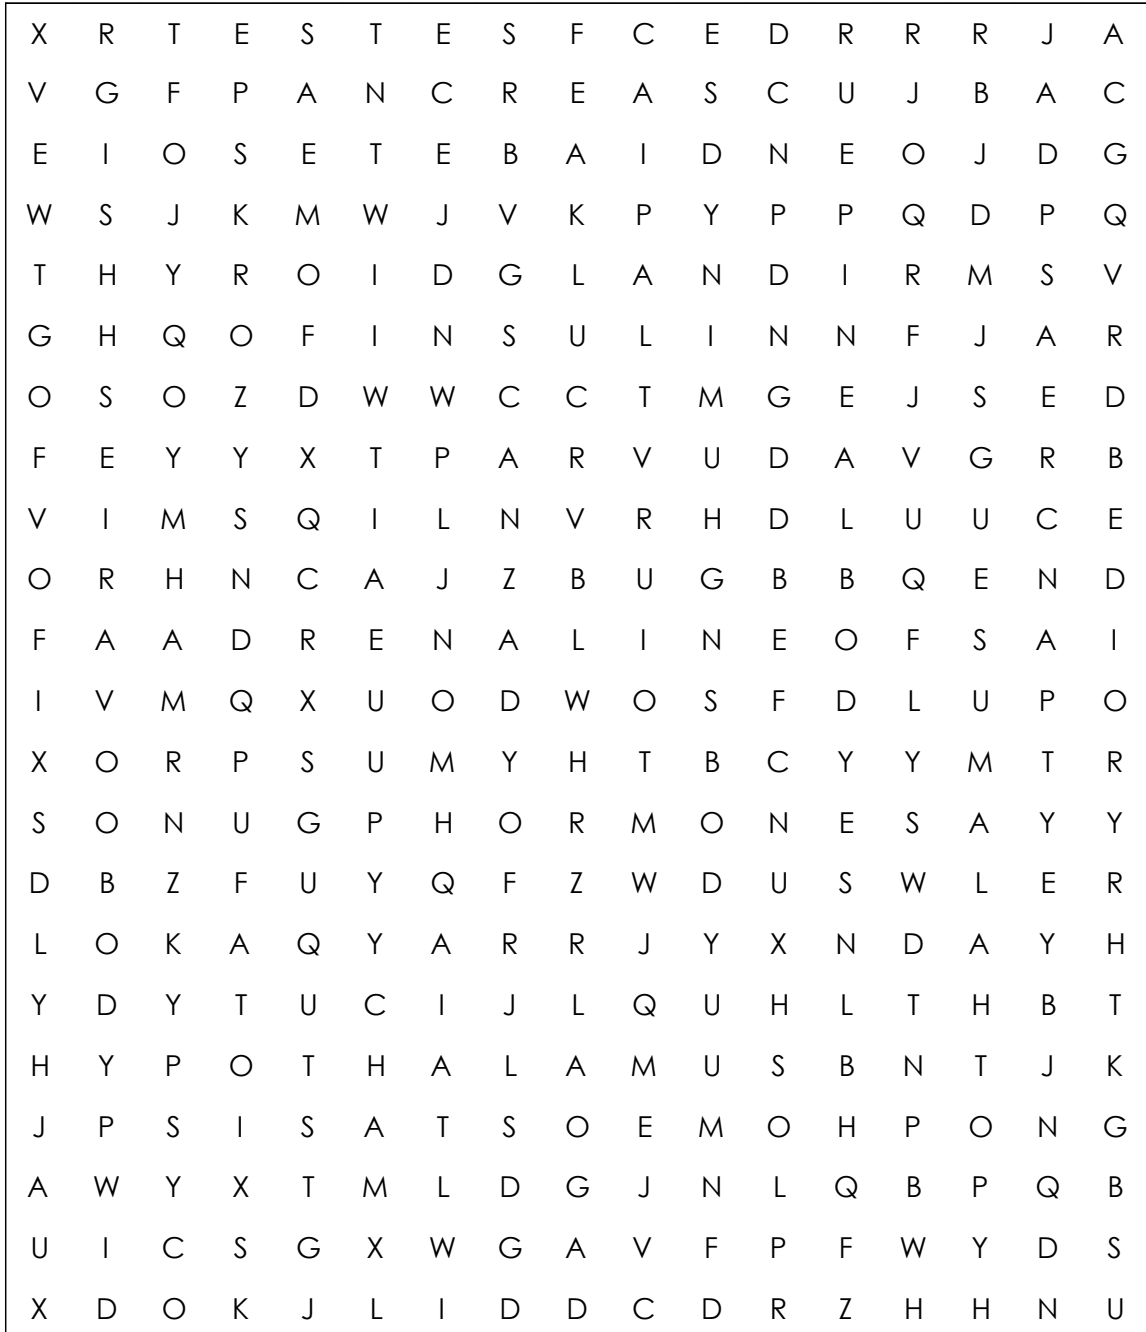 X R T E S T E S F C E D R R R J A
V G F P A N C R E A S C U J B A C
E I O S E T E B A I D N E O J D G
W S J K M W J V K P Y P P Q D P Q
T H Y R O I D G L A N D I R M S V
G H Q O F I N S U L I N N F J A R
O S O Z D W W C C T M G E J S E D
F E Y Y X T P A R V U D A V G R B
V I M S Q I L N V R H D L U U C E
O R H N C A J Z B U G B B Q E N D
F A A D R E N A L I N E O F S A I
I V M Q X U O D W O S F D L U P O
X O R P S U M Y H T B C Y Y M T R
S O N U G P H O R M O N E S A Y Y
D B Z F U Y Q F Z W D U S W L E R
L O K A Q Y A R R J Y X N D A Y H
Y D Y T U C I J L Q U H L T H B T
H Y P O T H A L A M U S B N T J K
J P S I S A T S O E M O H P O N G
A W Y X T M L D G J N L Q B P Q B
U I C S G X W G A V F P F W Y D S
X D O K J L I D D C D R Z H H N U